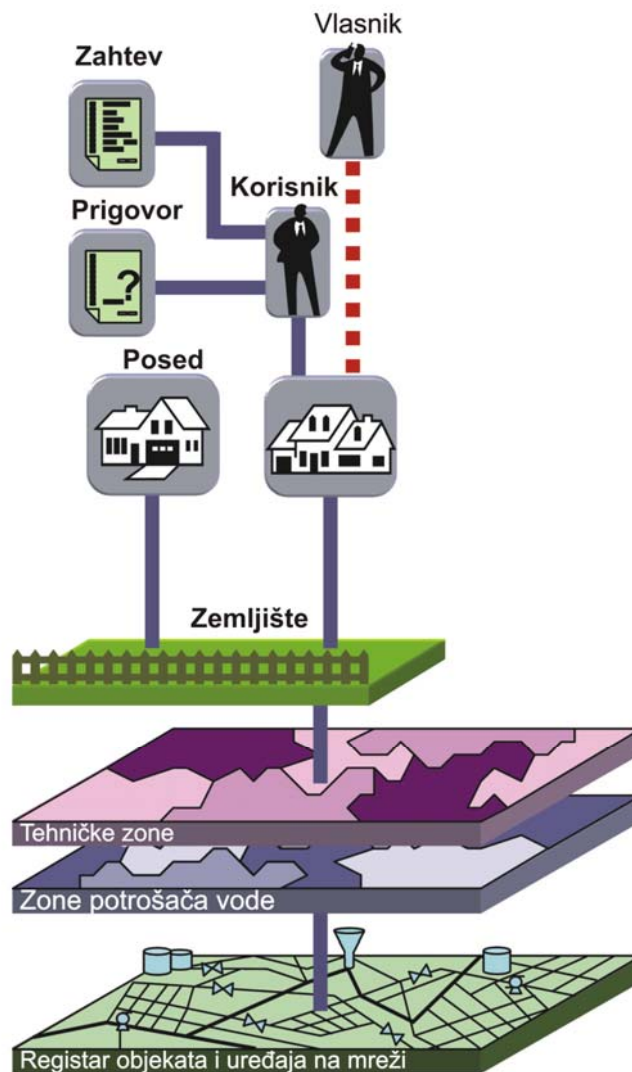 Vlasnik
Zahtev
Korisnik
Prigovor
?
Posed
Zemljište
Tehničke zone
Zone potrošača vode
Registar objekata i uređaja na mreži